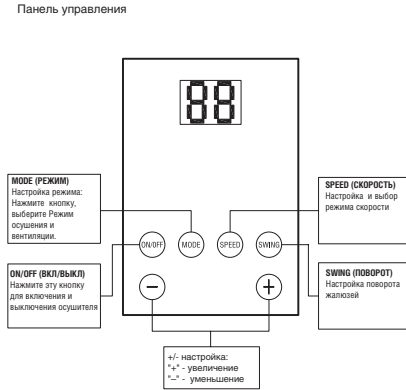 Панель управления
88
MODE (РЕЖИМ)
Настройка режима:
Нажмите кнопку,
выберите Режим
осушения и
вентиляции.
SPEED (СКОРОСТЬ)
Настройка и выбор
режима скорости
ON/OFF
MODE
SPEED
SWING
ON/OFF (ВКЛ/ВЫКЛ)
Нажмите эту кнопку
для включения и
выключения осушителя
SWING (ПОВОРОТ)
Настройка поворота
жалюзей
− +
+/- настройка:
"+" - увеличение
"–" - уменьшение